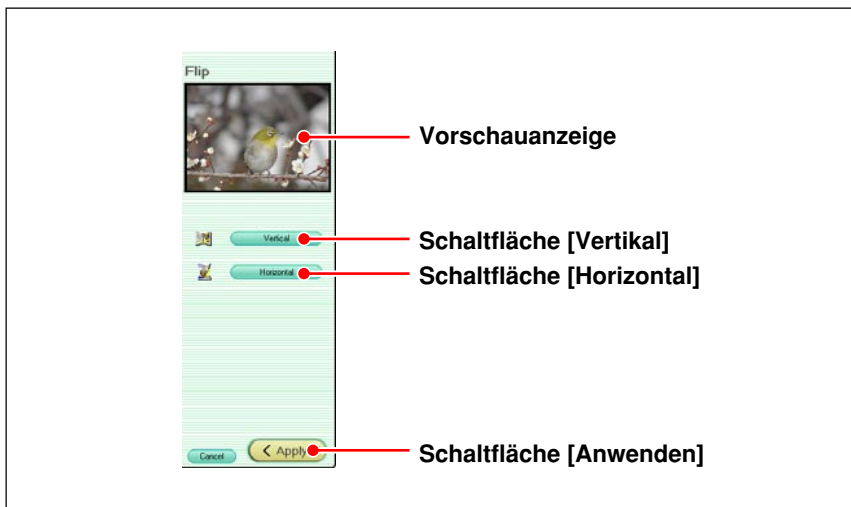 Flip
Vorschauanzeige
Vertical
Schaltfläche [Vertikal]
Horizontal
Schaltfläche [Horizontal]
Cancel
< Apply
Schaltfläche [Anwenden]